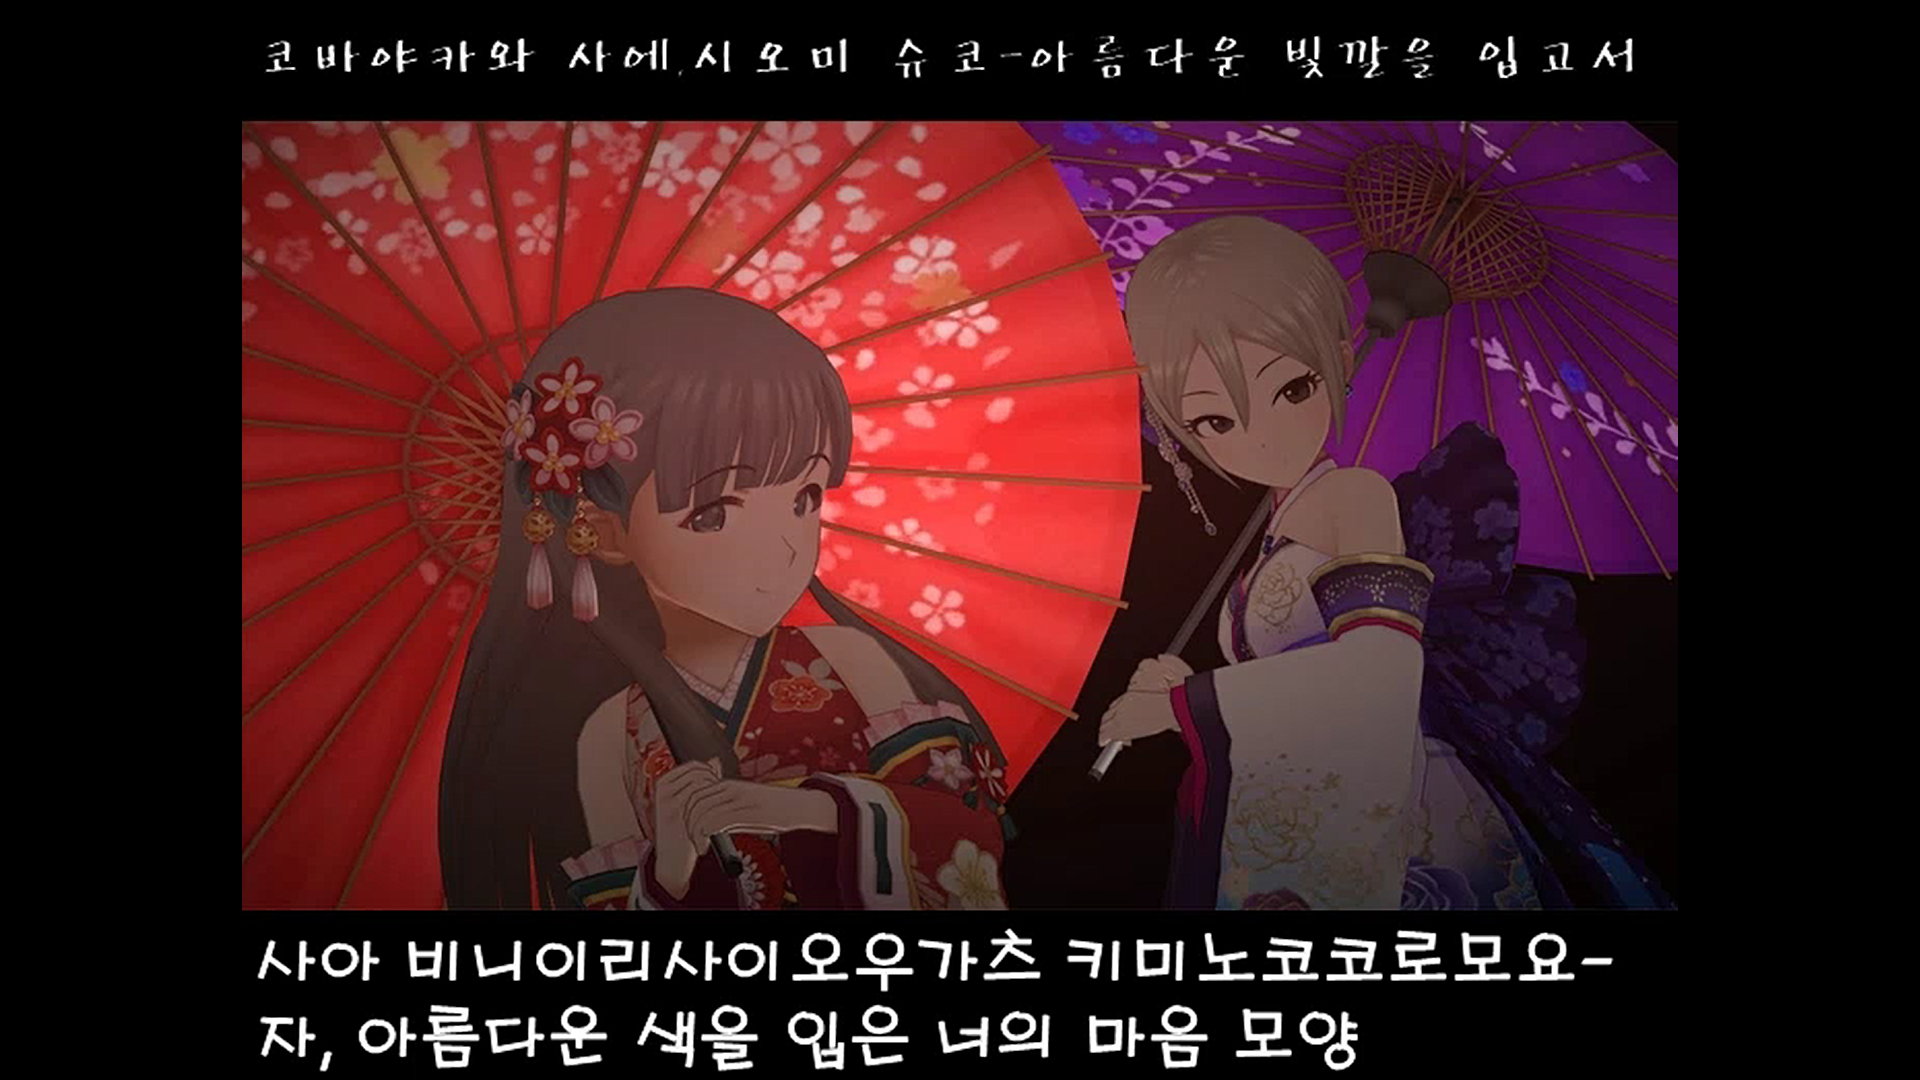 코바야카와 사에,시오미 슈코-아름다운 빛깔을 입고서
사아 비니이리사이오우가츠 키미노코코로모요-
자, 아름다운 색을 입은 너의 마음 모양